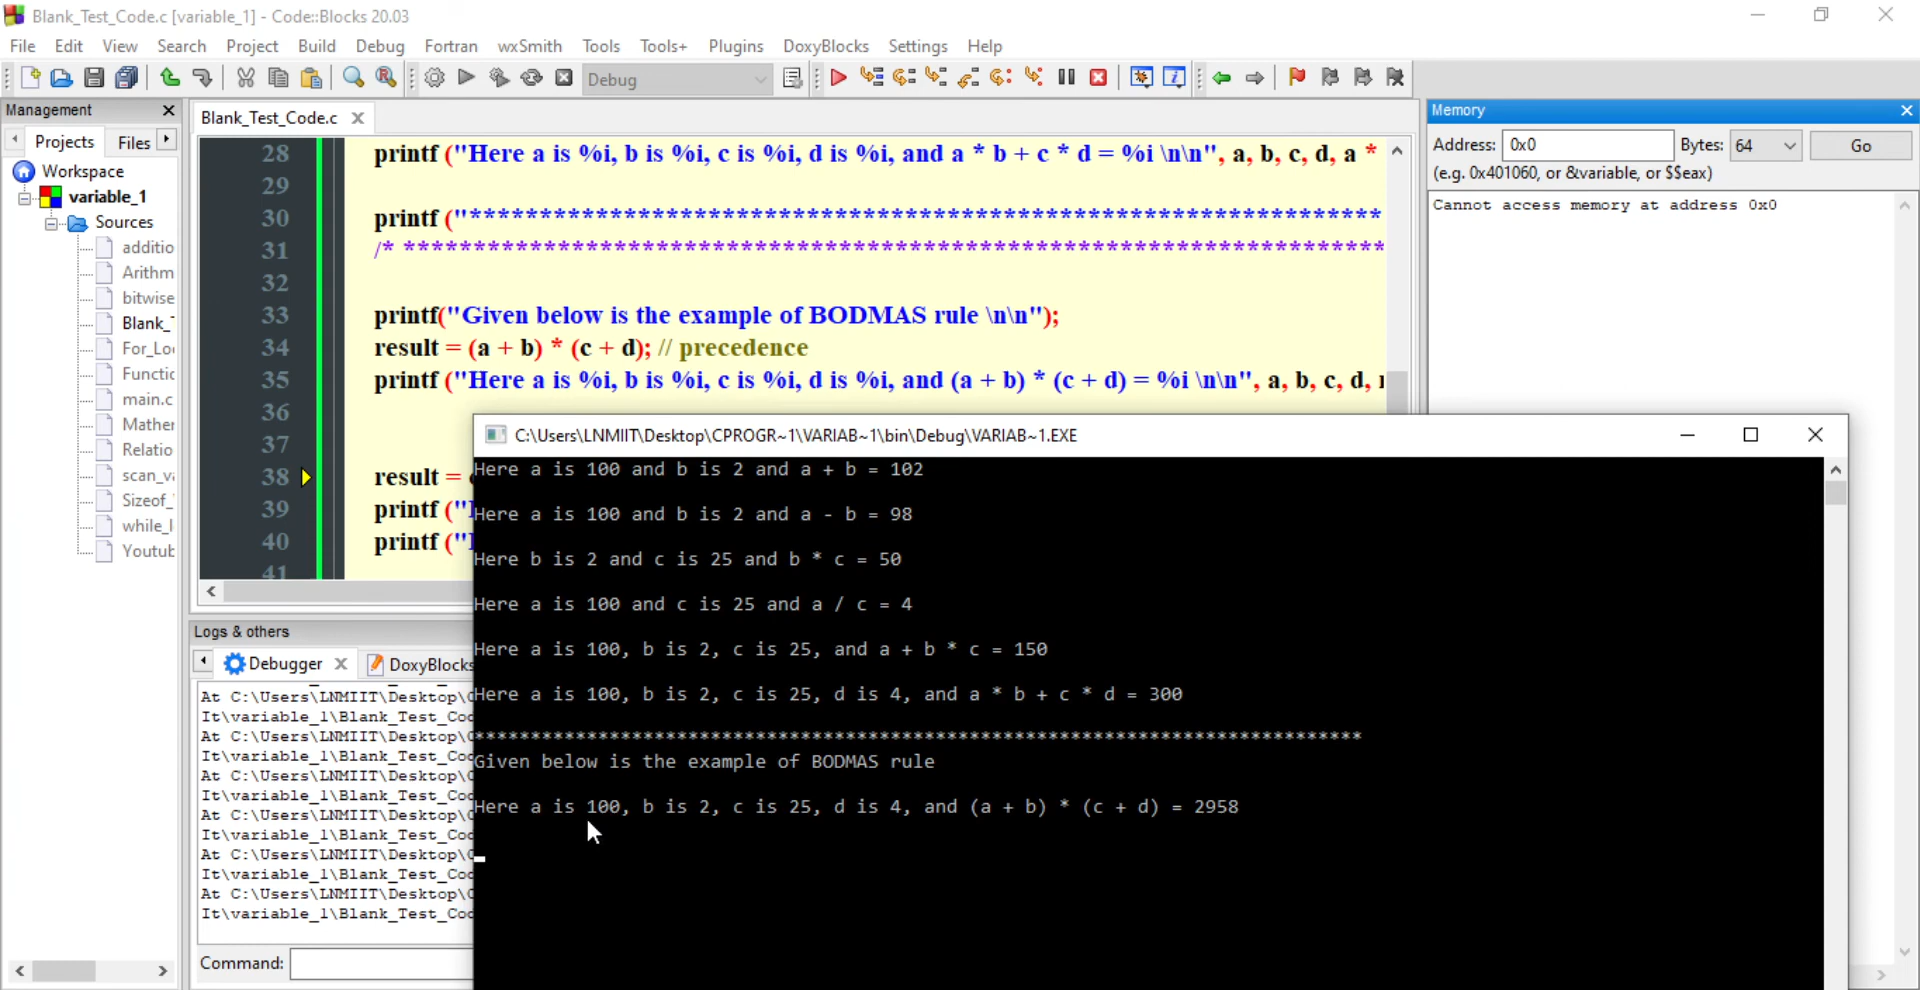 Blank_Test_Code.c [variable_1] - Code::Blocks 20.03
File Edit View Search Project Build Debug Fortran wxSmith Tools Tools+ Plugins DoxyBlocks Settings Help
Debug
Management
Projects Files
Workspace
variable_1
Sources
additio
Arithm
bitwise
Blank_
For_Lo
Functio
main.c
Mather
Relatio
scan_v
Sizeof_
while_l
Youtub
Blank_Test_Code.c
28 printf ("Here a is %i, b is %i, c is %i, d is %i, and a * b + c * d = %i \n\n", a, b, c, d, a *
29
30 printf ("*****************************************************************
31 /* **********************************************************************
32
33 printf("Given below is the example of BODMAS rule \n\n");
34 result = (a + b) * (c + d); // precedence
35 printf ("Here a is %i, b is %i, c is %i, d is %i, and (a + b) * (c + d) = %i \n\n", a, b, c, d,
36
37
38 result =
39 printf ("
40 printf ("
41
Memory
Address: 0x0 Bytes: 64 Go
(e.g. 0x401060, or &variable, or $$eax)
Cannot access memory at address 0x0
C:\Users\LNMIIT\Desktop\CPROGR~1\VARIAB~1\bin\Debug\VARIAB~1.EXE
Here a is 100 and b is 2 and a + b = 102
Here a is 100 and b is 2 and a - b = 98
Here b is 2 and c is 25 and b * c = 50
Here a is 100 and c is 25 and a / c = 4
Here a is 100, b is 2, c is 25, and a + b * c = 150
Here a is 100, b is 2, c is 25, d is 4, and a * b + c * d = 300
*******************************************************************************
Given below is the example of BODMAS rule
Here a is 100, b is 2, c is 25, d is 4, and (a + b) * (c + d) = 2958
Logs & others
Debugger DoxyBlocks
At C:\Users\LNMIIT\Desktop\C
It\variable_1\Blank_Test_Cod
At C:\Users\LNMIIT\Desktop\C
It\variable_1\Blank_Test_Cod
At C:\Users\LNMIIT\Desktop\C
It\variable_1\Blank_Test_Cod
At C:\Users\LNMIIT\Desktop\C
It\variable_1\Blank_Test_Cod
At C:\Users\LNMIIT\Desktop\C
It\variable_1\Blank_Test_Cod
At C:\Users\LNMIIT\Desktop\C
It\variable_1\Blank_Test_Cod
Command: